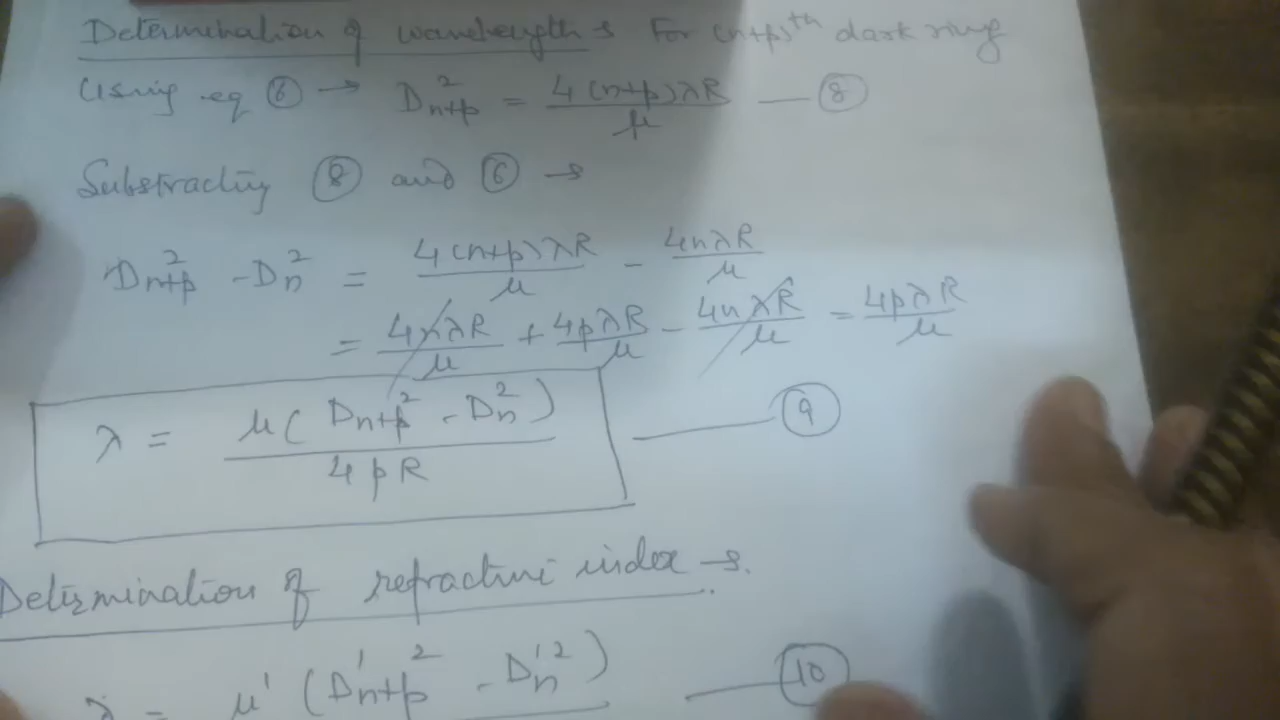 Determination of wavelength → For (n+p)th dark ring
Using eq ⑥ → D²n+p = 4(n+p)λR/μ — ⑧
Substracting ⑧ and ⑥ →
D²n+p - D²n = 4(n+p)λR/μ - 4nλR/μ
= 4nλR/μ + 4pλR/μ - 4nλR/μ = 4pλR/μ
λ = μ(D²n+p - D²n)/4pR — ⑨
Determination of refractive index →.
λ = μ'(D'²n+p - D'²n) — ⑩